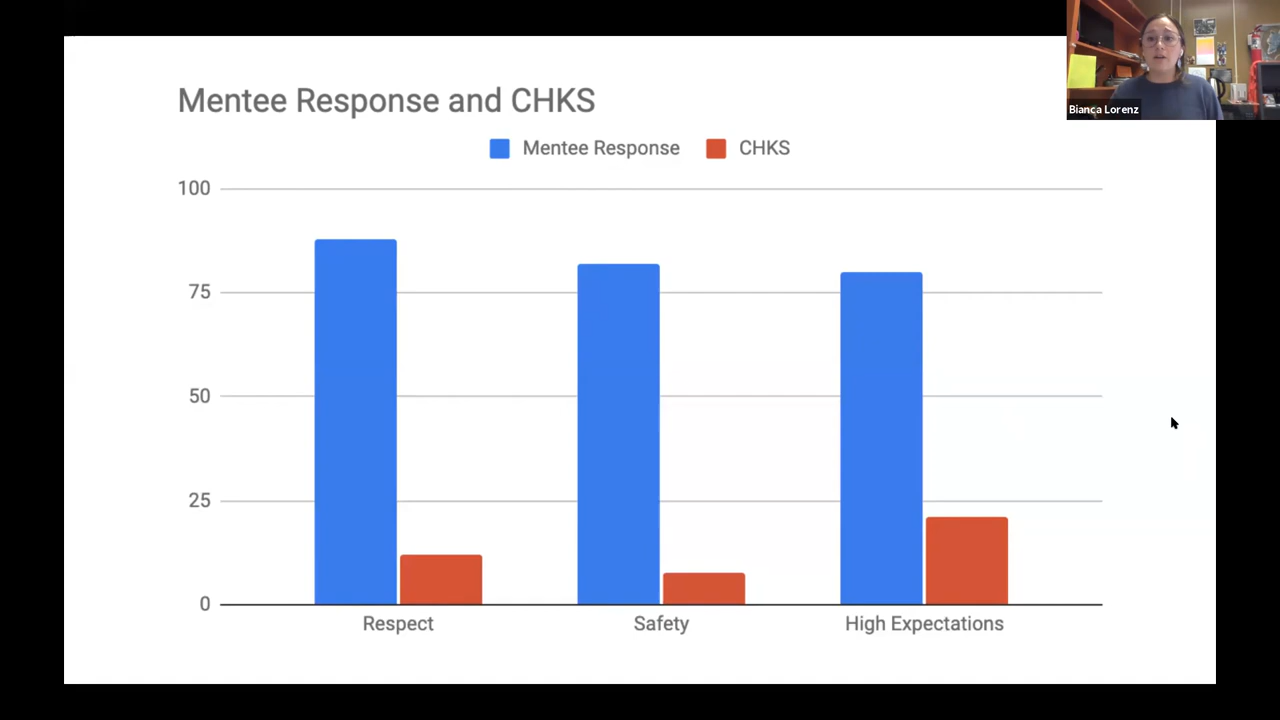 Mentee Response and CHKS
Mentee Response CHKS
100
75
50
25
0
Respect Safety High Expectations
Bianca Lorenz